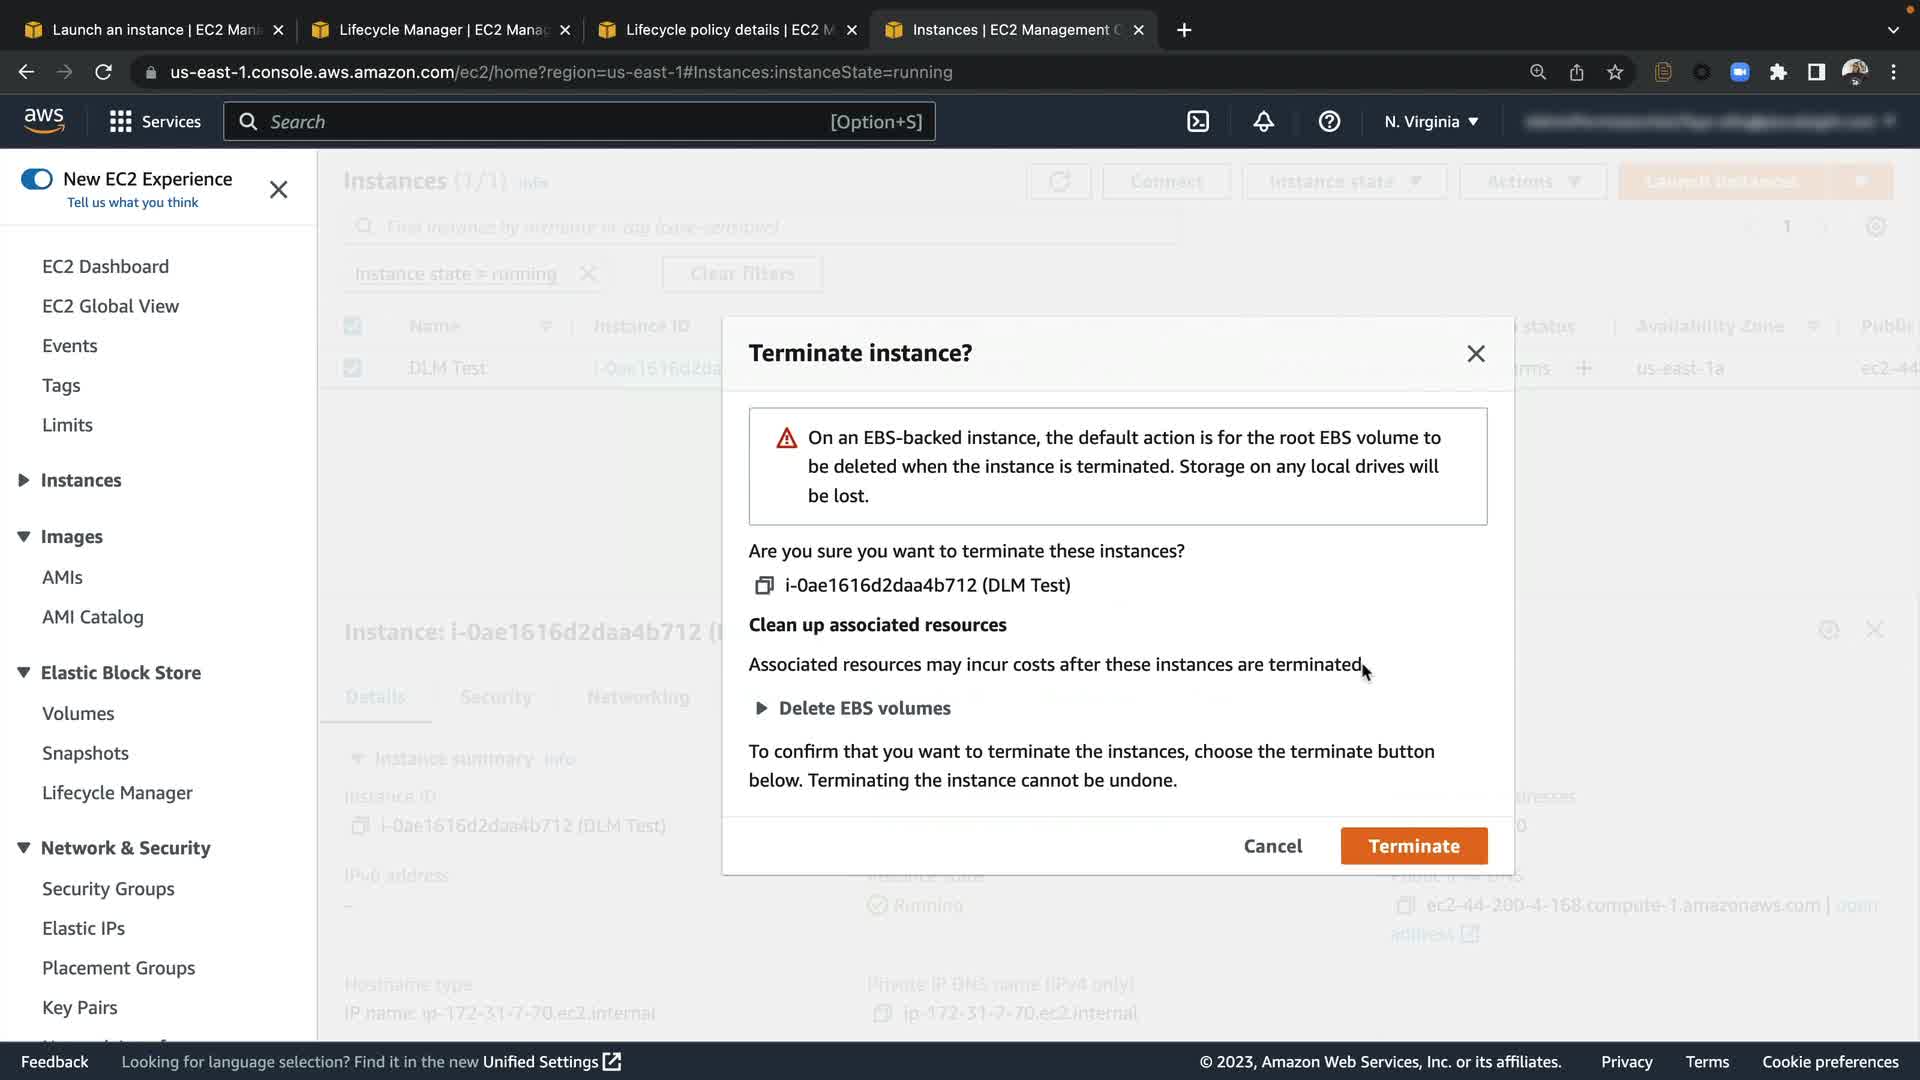 Launch an instance | EC2 Mana
Lifecycle Manager | EC2 Manag
Lifecycle policy details | EC2 M
Instances | EC2 Management C
us-east-1.console.aws.amazon.com/ec2/home?region=us-east-1#Instances:instanceState=running
aws
Services
Search
[Option+S]
N. Virginia
New EC2 Experience
Tell us what you think
EC2 Dashboard
EC2 Global View
Events
Tags
Limits
Instances
Images
AMIs
AMI Catalog
Elastic Block Store
Volumes
Snapshots
Lifecycle Manager
Network & Security
Security Groups
Elastic IPs
Placement Groups
Key Pairs
Instances (1/1) Info
Connect
Instance state
Actions
Launch instances
Find instance by attribute or tag (case-sensitive)
1
Instance state = running
Clear filters
Name
Instance ID
status
Availability Zone
Public
DLM Test
i-0ae1616d2da
rms
us-east-1a
ec2-44
Terminate instance?
On an EBS-backed instance, the default action is for the root EBS volume to
be deleted when the instance is terminated. Storage on any local drives will
be lost.
Are you sure you want to terminate these instances?
i-0ae1616d2daa4b712 (DLM Test)
Clean up associated resources
Associated resources may incur costs after these instances are terminated
Delete EBS volumes
To confirm that you want to terminate the instances, choose the terminate button
below. Terminating the instance cannot be undone.
Cancel
Terminate
Instance: i-0ae1616d2daa4b712 (
Details
Security
Networking
Instance summary Info
Instance ID
i-0ae1616d2daa4b712 (DLM Test)
IPv6 address
–
Instance state
Running
addresses
0
Public IPv4 DNS
ec2-44-200-4-168.compute-1.amazonaws.com | open
address
Hostname type
IP name: ip-172-31-7-70.ec2.internal
Private IP DNS name (IPv4 only)
ip-172-31-7-70.ec2.internal
Feedback
Looking for language selection? Find it in the new Unified Settings
© 2023, Amazon Web Services, Inc. or its affiliates.
Privacy
Terms
Cookie preferences